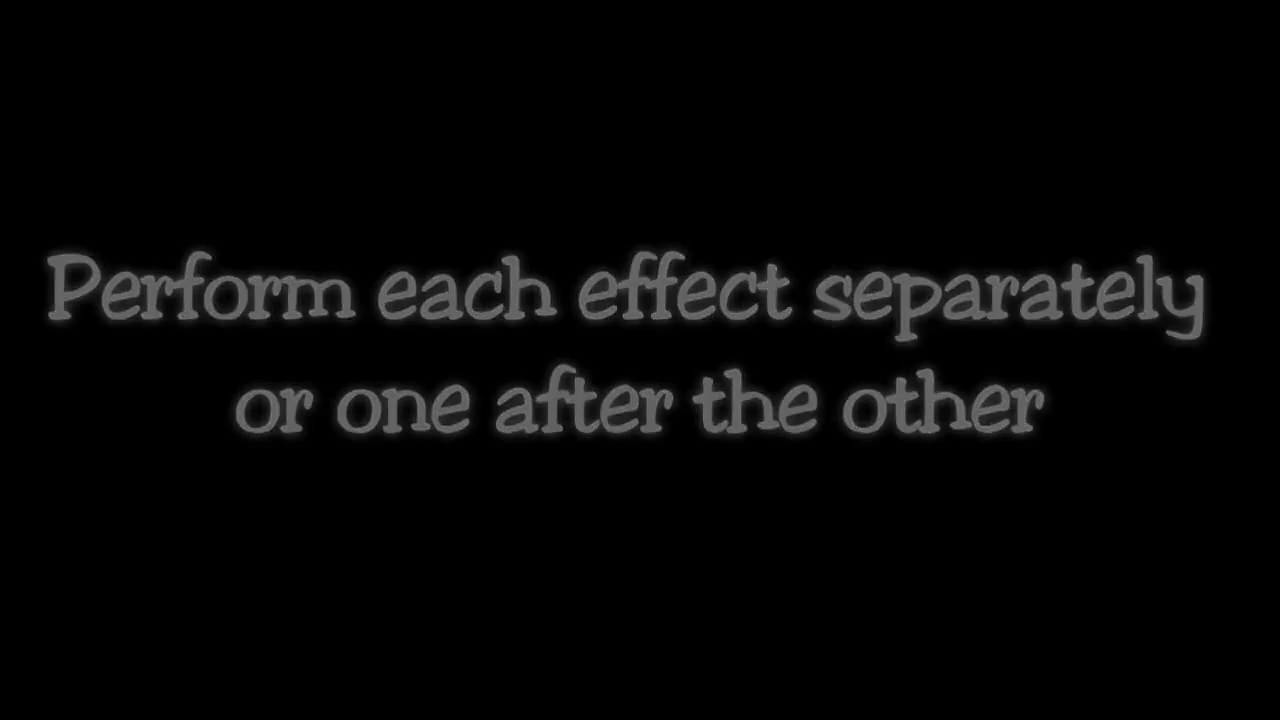 Perform each effect separately
or one after the other